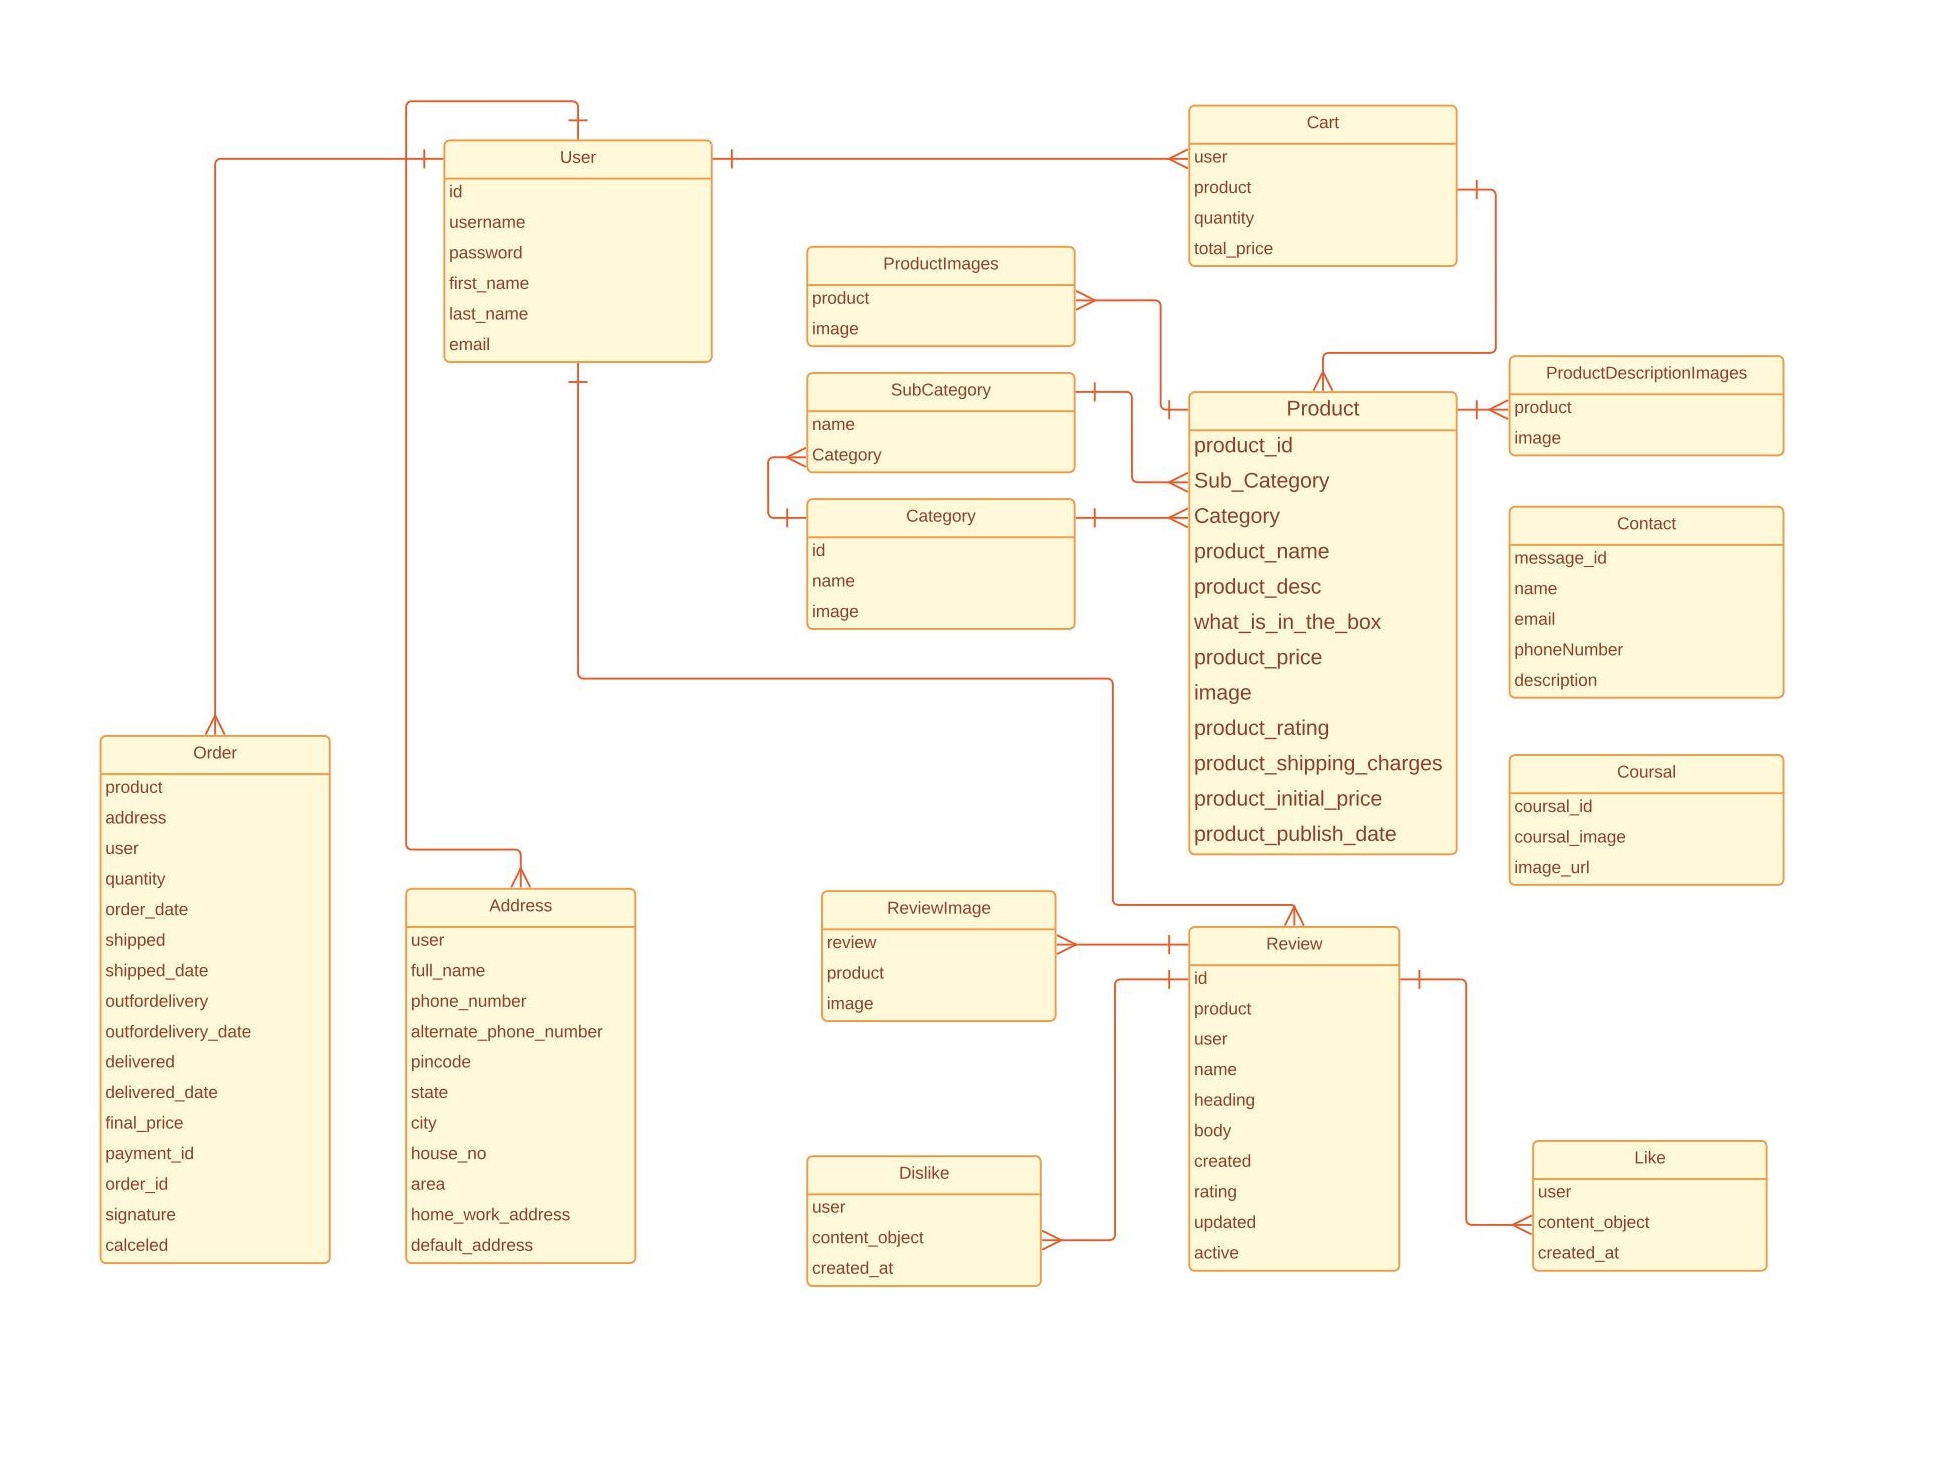 User
id
username
password
first_name
last_name
email
Cart
user
product
quantity
total_price
ProductImages
product
image
SubCategory
name
Category
Category
id
name
image
Product
product_id
Sub_Category
Category
product_name
product_desc
what_is_in_the_box
product_price
image
product_rating
product_shipping_charges
product_initial_price
product_publish_date
ProductDescriptionImages
product
image
Contact
message_id
name
email
phoneNumber
description
Coursal
coursal_id
coursal_image
image_url
Order
product
address
user
quantity
order_date
shipped
shipped_date
outfordelivery
outfordelivery_date
delivered
delivered_date
final_price
payment_id
order_id
signature
calceled
Address
user
full_name
phone_number
alternate_phone_number
pincode
state
city
house_no
area
home_work_address
default_address
ReviewImage
review
product
image
Review
id
product
user
name
heading
body
created
rating
updated
active
Dislike
user
content_object
created_at
Like
user
content_object
created_at